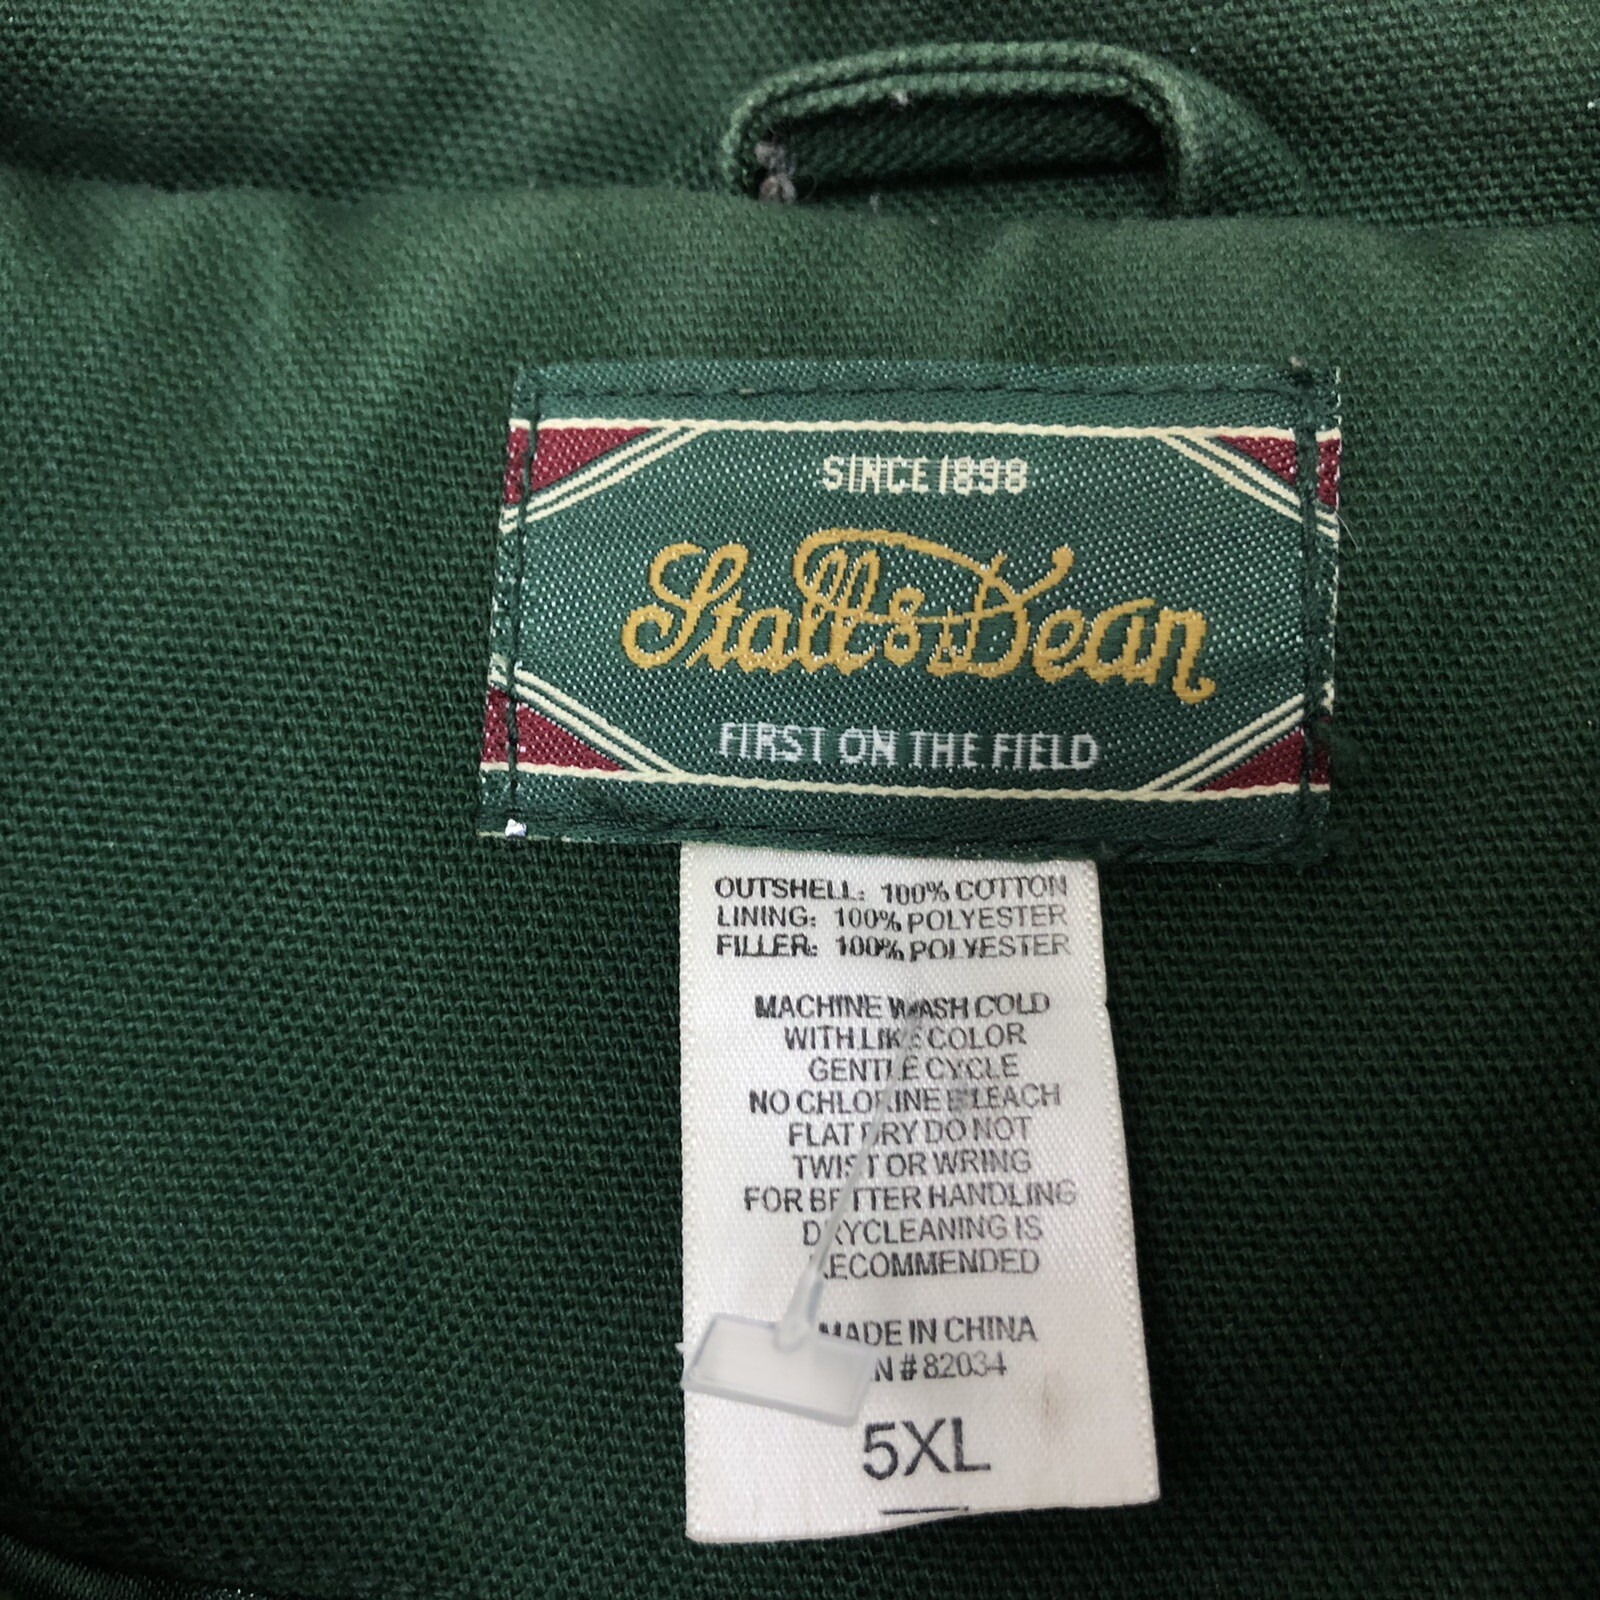 SINCE 1898
Stall & Dean
FIRST ON THE FIELD
OUTSHELL: 100% COTTON
LINING: 100% POLYESTER
FILLER: 100% POLYESTER
MACHINE WASH COLD
WITH LIKE COLOR
GENTLE CYCLE
NO CHLORINE BLEACH
FLAT DRY DO NOT
TWIST OR WRING
FOR BETTER HANDLING
DRYCLEANING IS
RECOMMENDED
MADE IN CHINA
# 82034
5XL